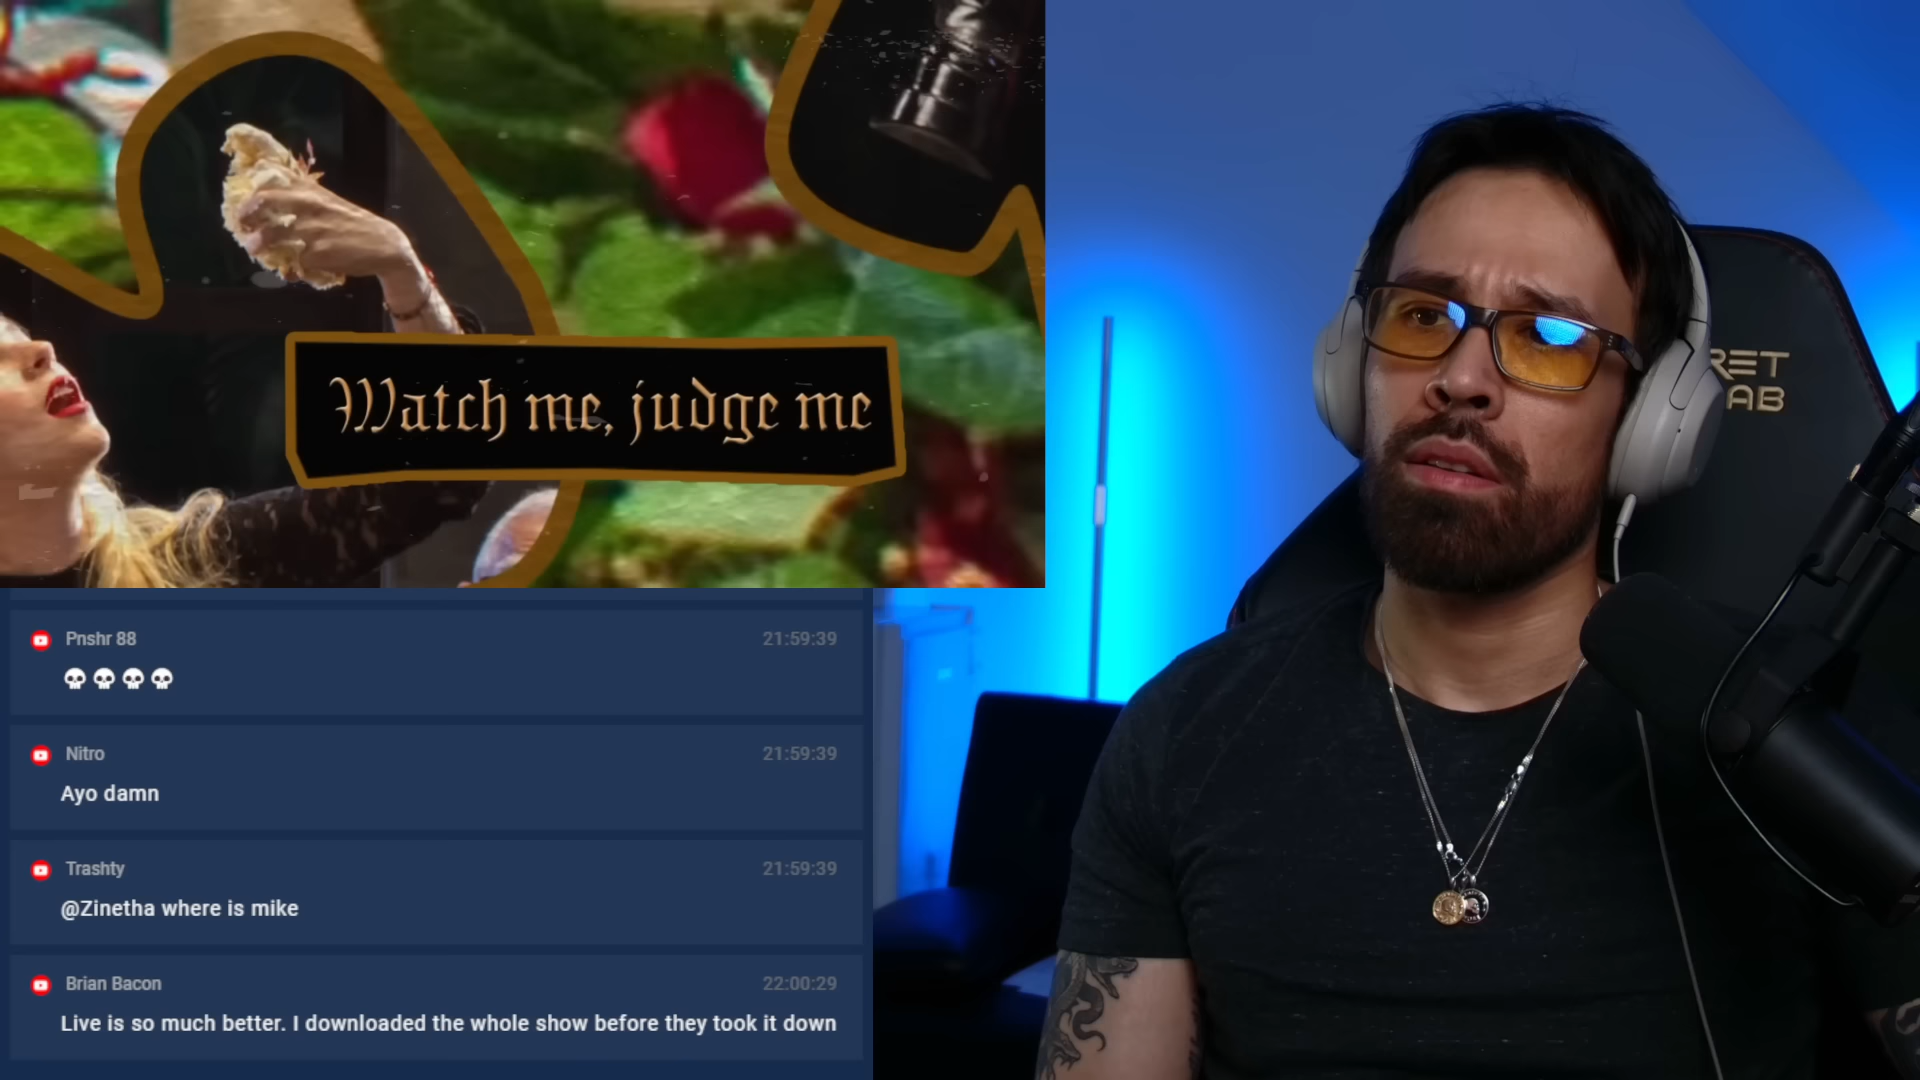 Watch me, judge me
Pnshr 88 21:59:39
💀💀💀💀
Nitro 21:59:39
Ayo damn
Trashty 21:59:39
@Zinetha where is mike
Brian Bacon 22:00:29
Live is so much better. I downloaded the whole show before they took it down
RET
AB